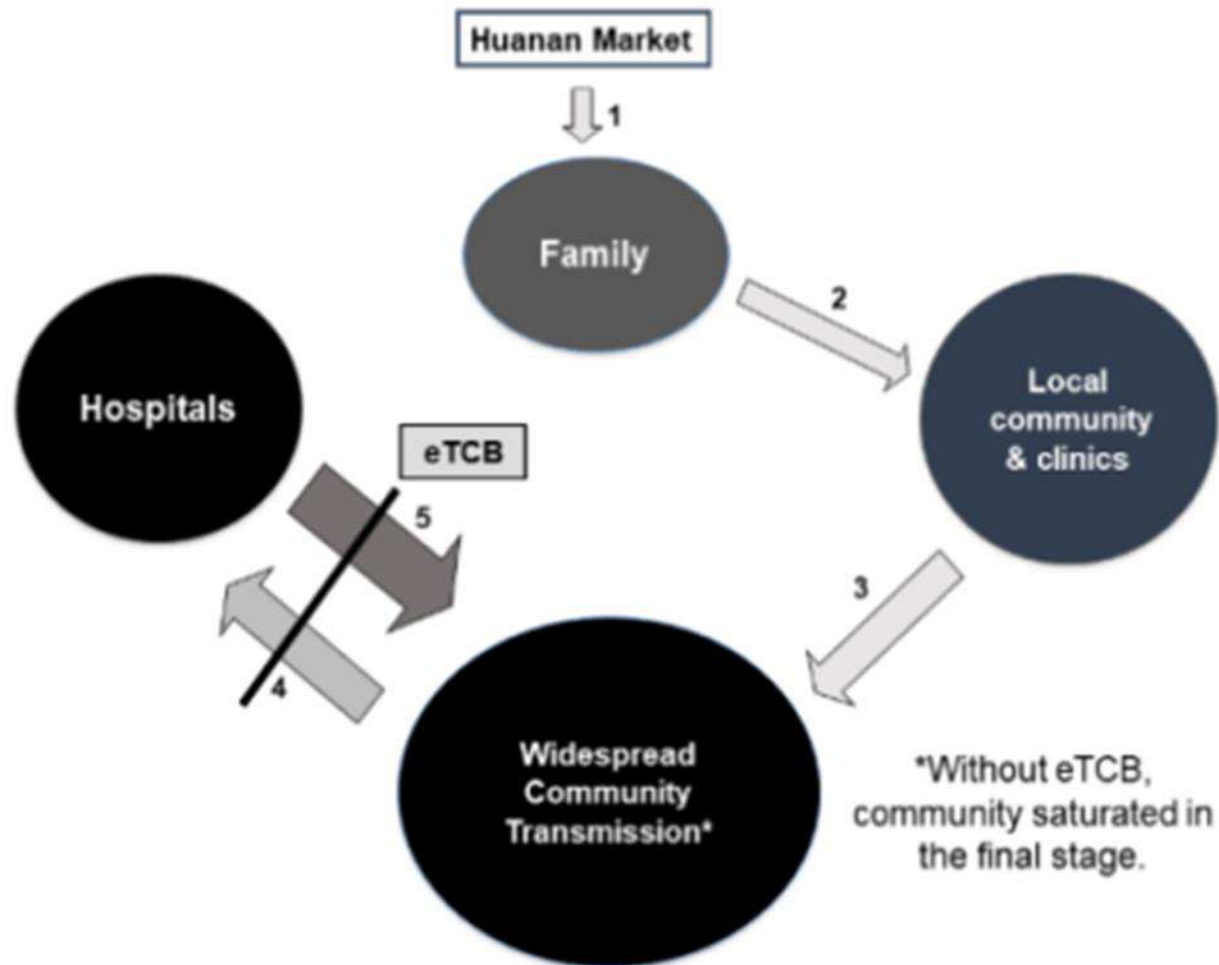 Huanan Market
1
Family
2
Local
community
& clinics
Hospitals
eTCB
5
3
4
Widespread
Community
Transmission*
*Without eTCB,
community saturated in
the final stage.